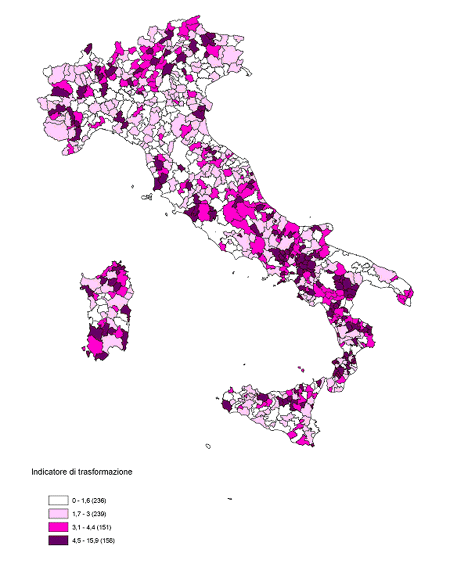 Indicatore di trasformazione
0 - 1,6 (236)
1,7 - 3 (239)
3,1 - 4,4 (151)
4,5 - 15,9 (158)